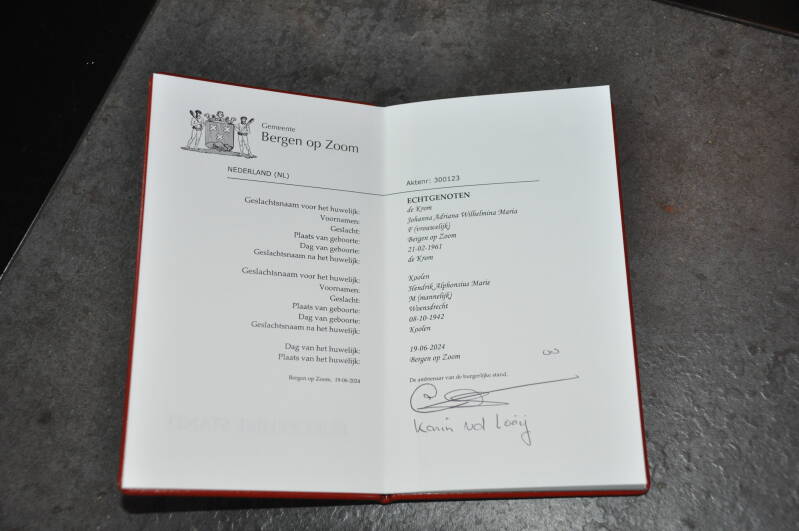 Gemeente
Bergen op Zoom
NEDERLAND (NL)
Aktenr: 300123
ECHTGENOTEN
Geslachtsnaam voor het huwelijk: de Krom
Voornamen: Johanna Adriana Wilhelmina Maria
Geslacht: F (vrouwelijk)
Plaats van geboorte: Bergen op Zoom
Dag van geboorte: 21-02-1961
Geslachtsnaam na het huwelijk: de Krom
Geslachtsnaam voor het huwelijk: Koolen
Voornamen: Hendrik Alphonsius Marie
Geslacht: M (mannelijk)
Plaats van geboorte: Woensdrecht
Dag van geboorte: 08-10-1942
Geslachtsnaam na het huwelijk: Koolen
Dag van het huwelijk: 19-06-2024
Plaats van het huwelijk: Bergen op Zoom
Bergen op Zoom, 19-06-2024
De ambtenaar van de burgerlijke stand,
Karin vd Looij